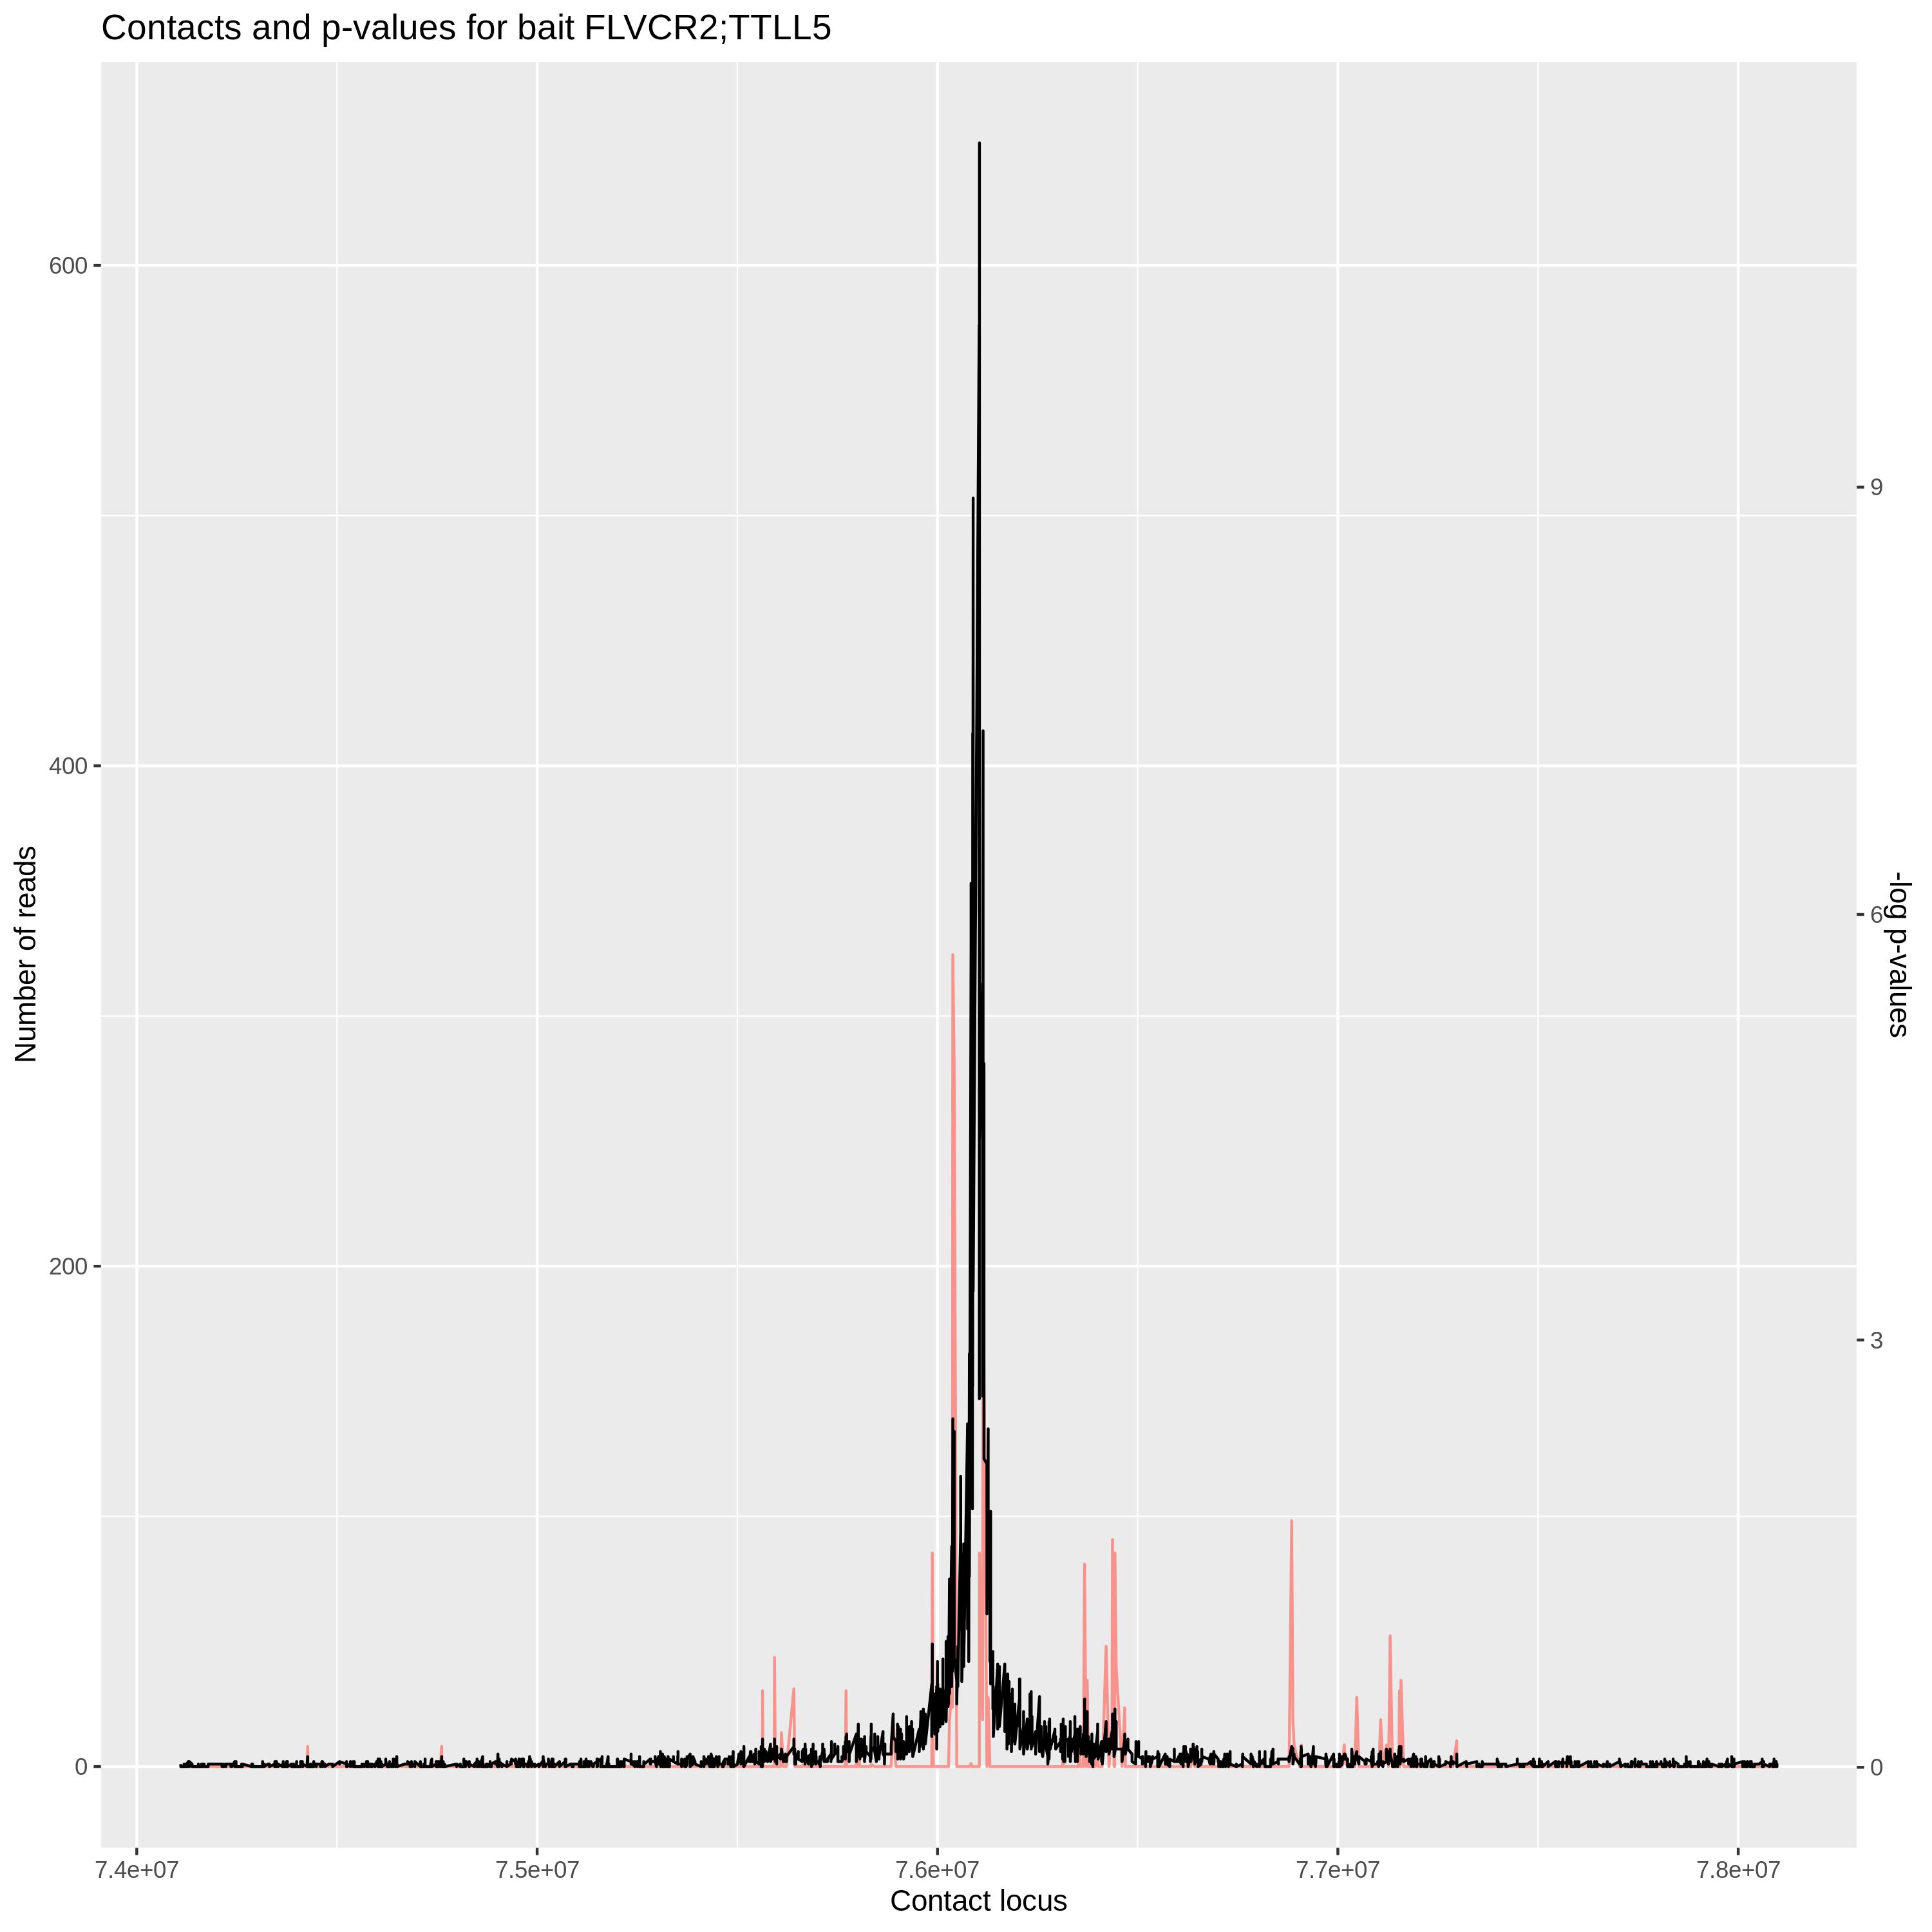 Contacts and p-values for bait FLVCR2;TTLL5
600
400
200
0
Number of reads
9
6
3
0
-log p-values
7.4e+07
7.5e+07
7.6e+07
7.7e+07
7.8e+07
Contact locus